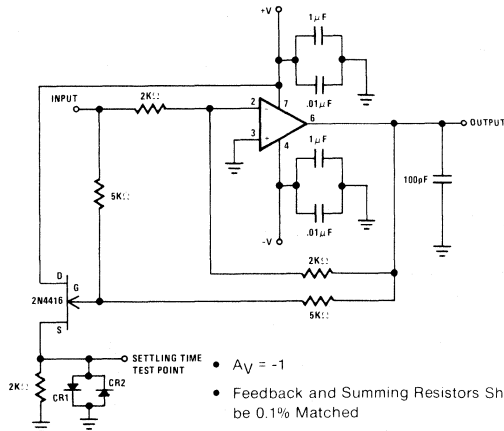 +V
1µF
.01µF
INPUT
2KΩ
2
7
6
OUTPUT
3
4
1µF
100pF
.01µF
5KΩ
-V
2KΩ
5KΩ
D
G
2N4416
S
SETTLING TIME
TEST POINT
2KΩ
CR1
CR2
• AV = -1
• Feedback and Summing Resistors Sh
be 0.1% Matched